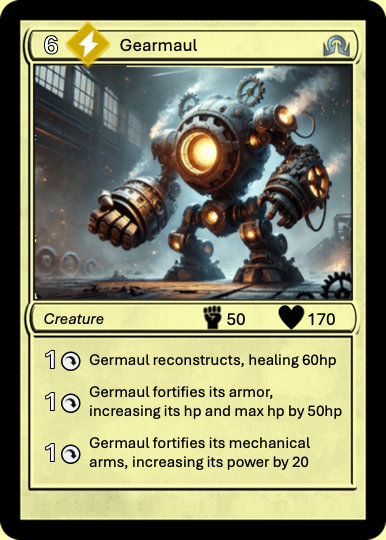 6 Gearmaul
Creature 50 170
1 Germaul reconstructs, healing 60hp
1 Germaul fortifies its armor,
increasing its hp and max hp by 50hp
1 Germaul fortifies its mechanical
arms, increasing its power by 20